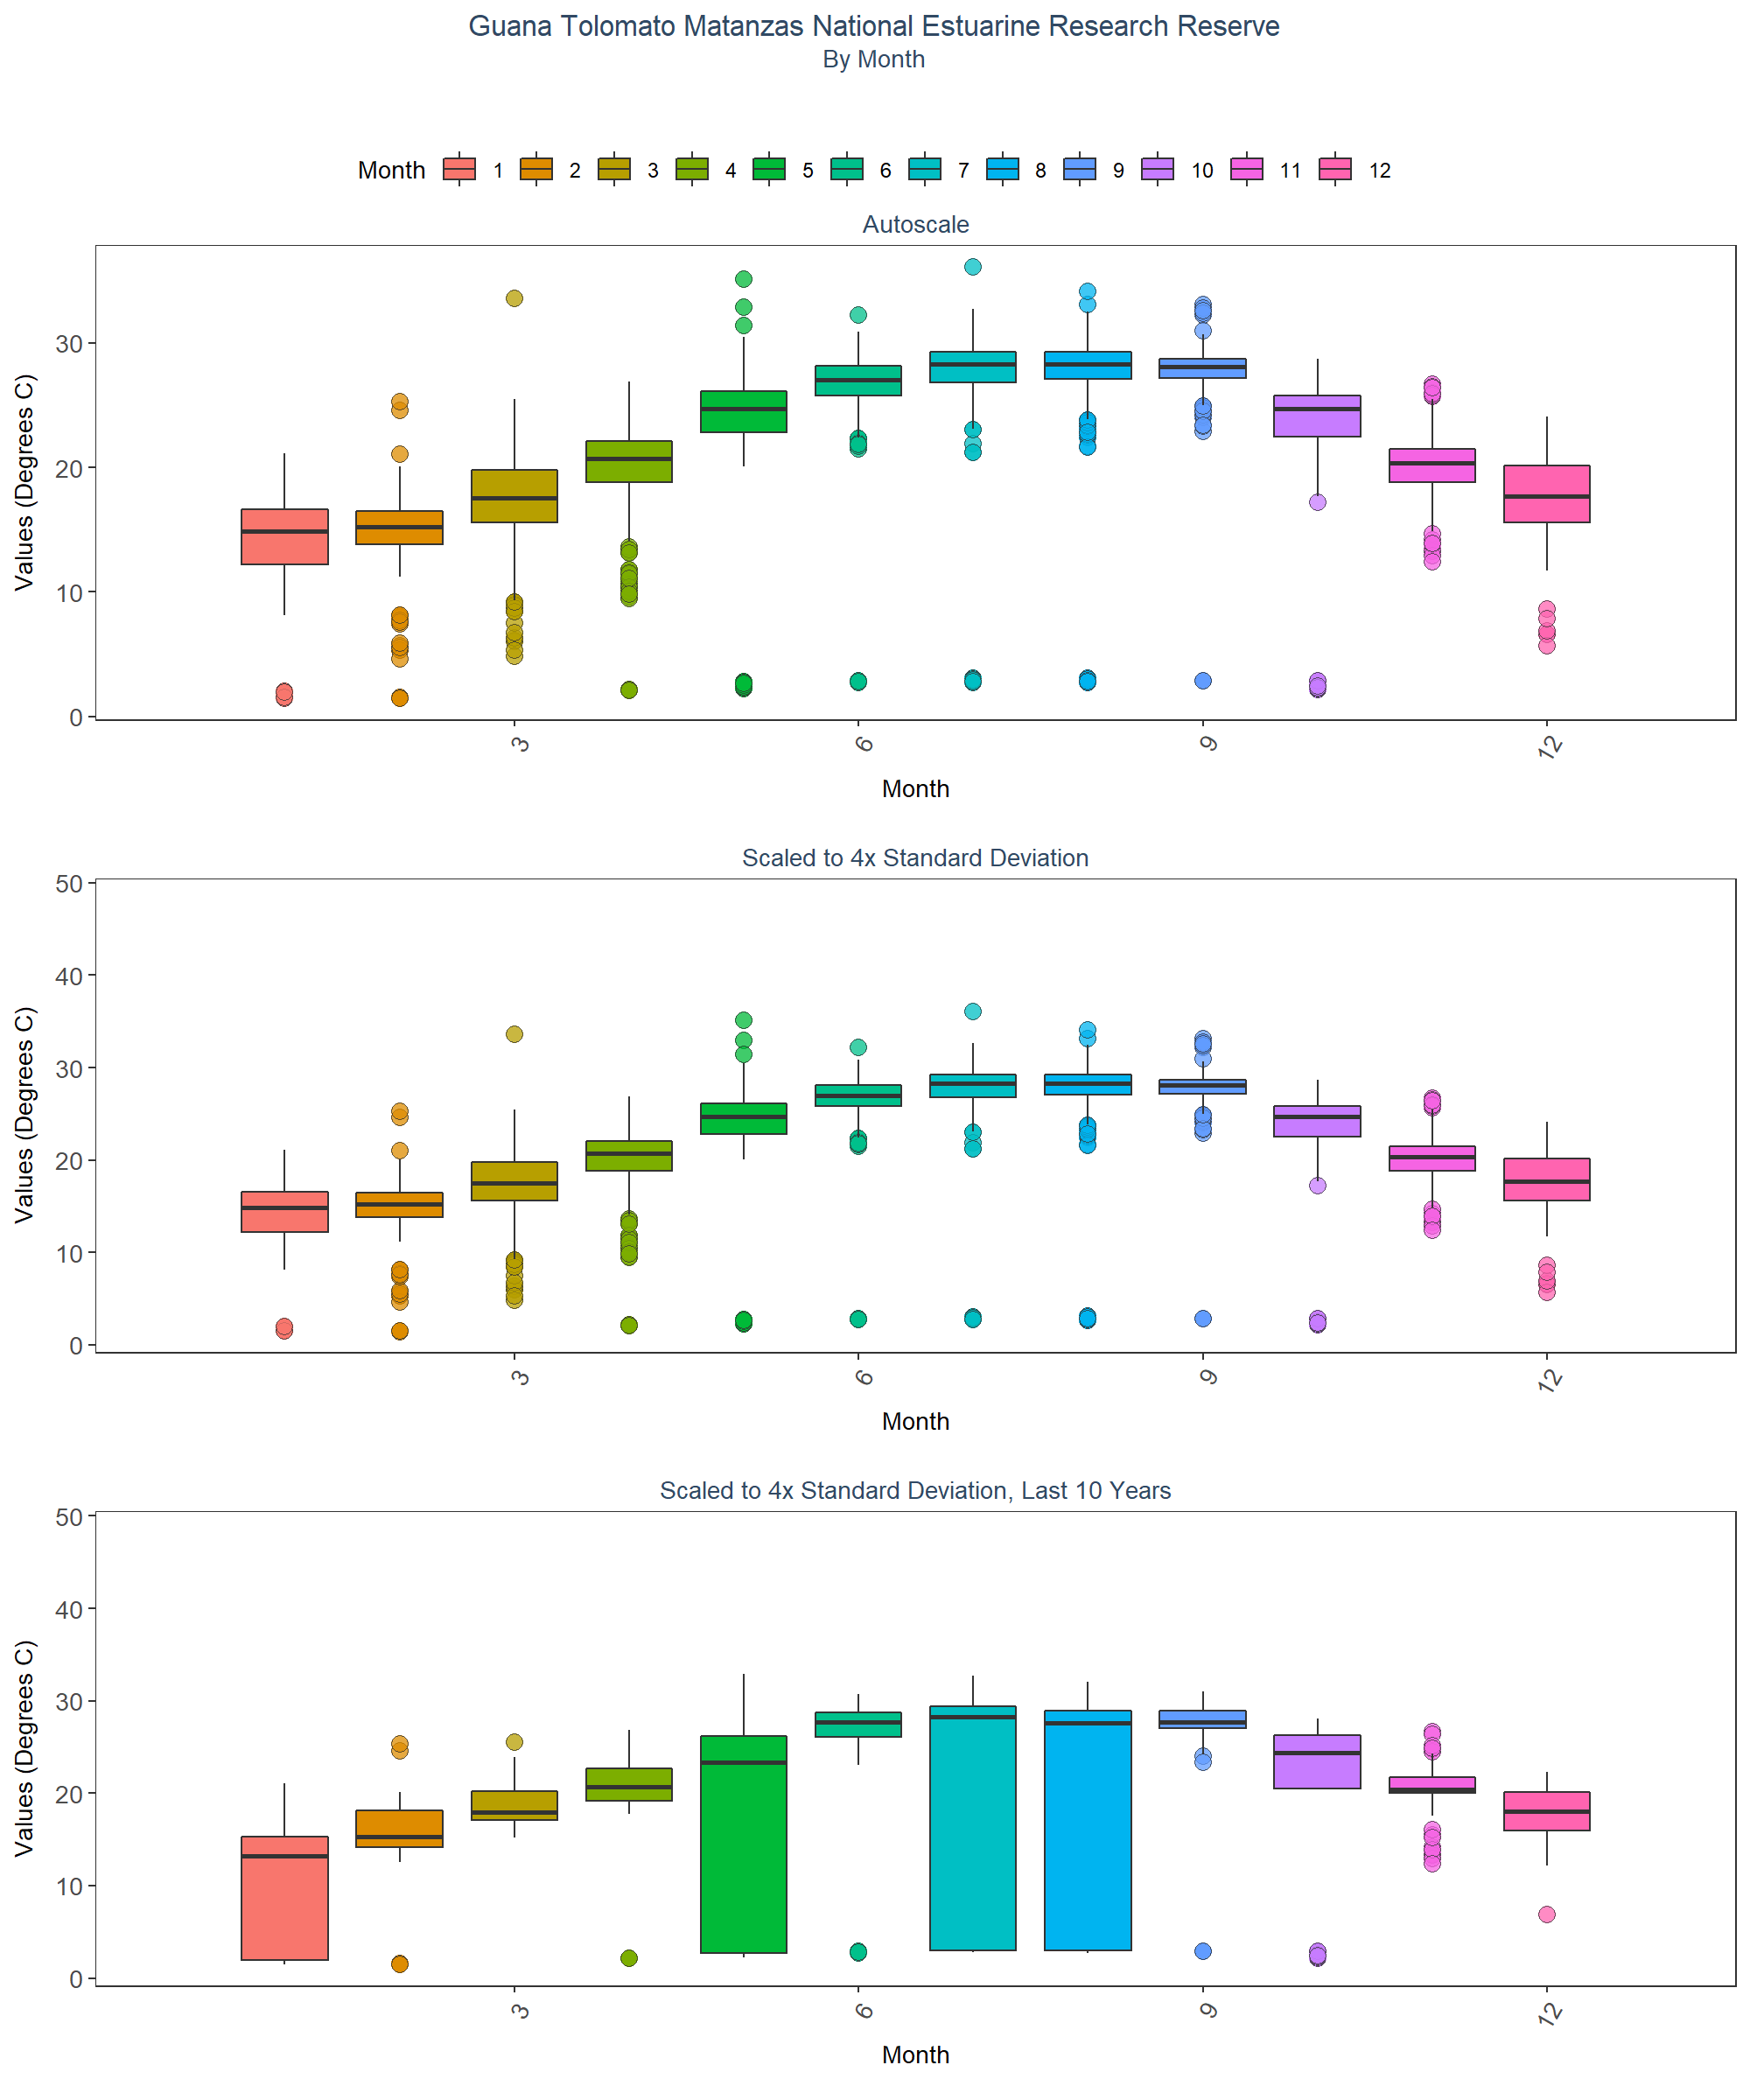 Guana Tolomato Matanzas National Estuarine Research Reserve
By Month
Month 1 2 3 4 5 6 7 8 9 10 11 12
Autoscale
Values (Degrees C)
30
20
10
0
3 6 9 12
Month
Scaled to 4x Standard Deviation
Values (Degrees C)
50
40
30
20
10
0
3 6 9 12
Month
Scaled to 4x Standard Deviation, Last 10 Years
Values (Degrees C)
50
40
30
20
10
0
3 6 9 12
Month